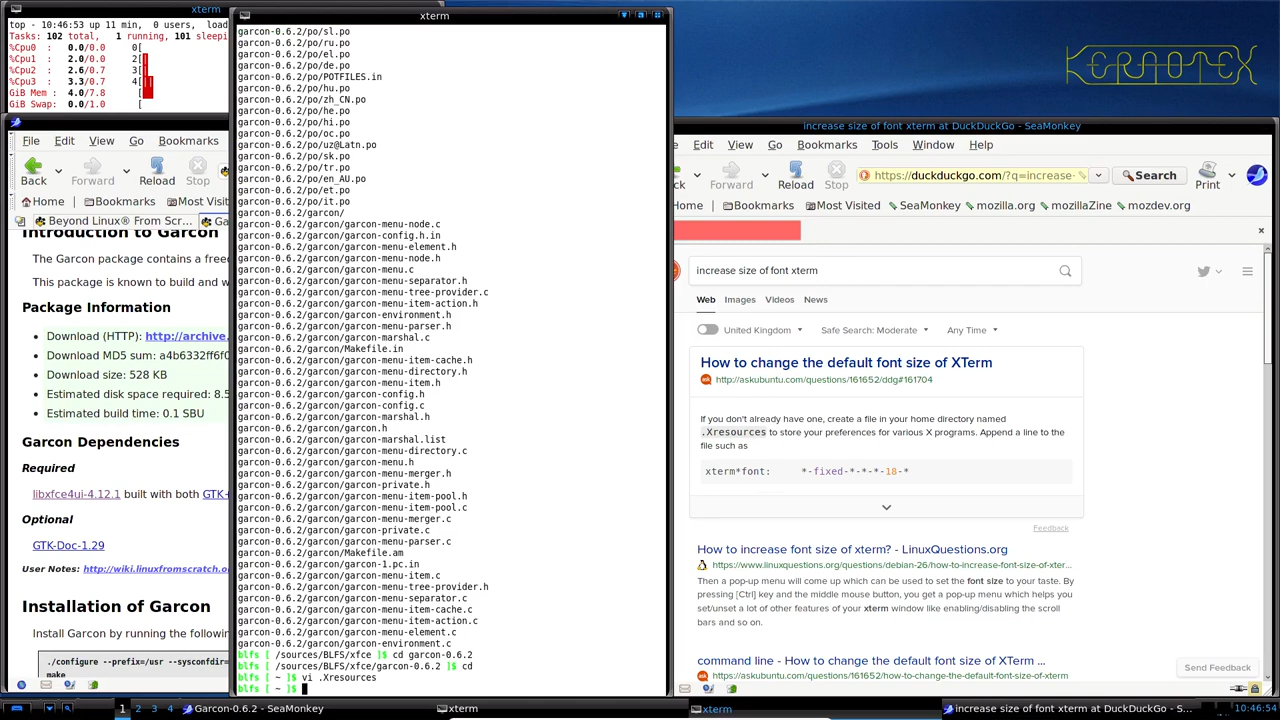 xterm
top - 10:46:53 up 11 min, 0 users, load
Tasks: 102 total, 1 running, 101 sleepi
%Cpu0 : 0.0/0.0 0[
%Cpu1 : 2.0/0.0 2[
%Cpu2 : 2.6/0.7 3[
%Cpu3 : 3.3/0.7 4[
GiB Mem : 4.0/7.8 [
GiB Swap: 0.0/1.0 [
File Edit View Go Bookmarks
Back Forward Reload Stop
Home Bookmarks Most Visi
Beyond Linux® From Scr... Ga
Introduction to Garcon
The Garcon package contains a freed
This package is known to build and w
Package Information
Download (HTTP): http://archive.
Download MD5 sum: a4b6332ff6f0
Download size: 528 KB
Estimated disk space required: 8.5
Estimated build time: 0.1 SBU
Garcon Dependencies
Required
libxfce4ui-4.12.1 built with both GTK-
Optional
GTK-Doc-1.29
User Notes: http://wiki.linuxfromscratch.o
Installation of Garcon
Install Garcon by running the followin
./configure --prefix=/usr --sysconfdir=
make
xterm
garcon-0.6.2/po/sl.po
garcon-0.6.2/po/ru.po
garcon-0.6.2/po/el.po
garcon-0.6.2/po/de.po
garcon-0.6.2/po/POTFILES.in
garcon-0.6.2/po/hu.po
garcon-0.6.2/po/zh_CN.po
garcon-0.6.2/po/he.po
garcon-0.6.2/po/hi.po
garcon-0.6.2/po/oc.po
garcon-0.6.2/po/uz@Latn.po
garcon-0.6.2/po/sk.po
garcon-0.6.2/po/tr.po
garcon-0.6.2/po/en_AU.po
garcon-0.6.2/po/et.po
garcon-0.6.2/po/it.po
garcon-0.6.2/garcon/
garcon-0.6.2/garcon/garcon-menu-node.c
garcon-0.6.2/garcon/garcon-config.h.in
garcon-0.6.2/garcon/garcon-menu-element.h
garcon-0.6.2/garcon/garcon-menu-node.h
garcon-0.6.2/garcon/garcon-menu.c
garcon-0.6.2/garcon/garcon-menu-separator.h
garcon-0.6.2/garcon/garcon-menu-tree-provider.c
garcon-0.6.2/garcon/garcon-menu-item-action.h
garcon-0.6.2/garcon/garcon-environment.h
garcon-0.6.2/garcon/garcon-menu-parser.h
garcon-0.6.2/garcon/garcon-marshal.c
garcon-0.6.2/garcon/Makefile.in
garcon-0.6.2/garcon/garcon-menu-item-cache.h
garcon-0.6.2/garcon/garcon-menu-directory.h
garcon-0.6.2/garcon/garcon-menu-item.h
garcon-0.6.2/garcon/garcon-config.h
garcon-0.6.2/garcon/garcon-config.c
garcon-0.6.2/garcon/garcon-marshal.h
garcon-0.6.2/garcon/garcon.h
garcon-0.6.2/garcon/garcon-marshal.list
garcon-0.6.2/garcon/garcon-menu-directory.c
garcon-0.6.2/garcon/garcon-menu.h
garcon-0.6.2/garcon/garcon-menu-merger.h
garcon-0.6.2/garcon/garcon-private.h
garcon-0.6.2/garcon/garcon-menu-item-pool.h
garcon-0.6.2/garcon/garcon-menu-item-pool.c
garcon-0.6.2/garcon/garcon-menu-merger.c
garcon-0.6.2/garcon/garcon-private.c
garcon-0.6.2/garcon/garcon-menu-parser.c
garcon-0.6.2/garcon/Makefile.am
garcon-0.6.2/garcon/garcon-1.pc.in
garcon-0.6.2/garcon/garcon-menu-item.c
garcon-0.6.2/garcon/garcon-menu-tree-provider.h
garcon-0.6.2/garcon/garcon-menu-separator.c
garcon-0.6.2/garcon/garcon-menu-item-cache.c
garcon-0.6.2/garcon/garcon-menu-item-action.c
garcon-0.6.2/garcon/garcon-menu-element.c
garcon-0.6.2/garcon/garcon-environment.c
blfs [ /sources/BLFS/xfce ]$ cd garcon-0.6.2
blfs [ /sources/BLFS/xfce/garcon-0.6.2 ]$ cd
blfs [ ~ ]$ vi .Xresources
blfs [ ~ ]$
KEAOTEX
increase size of font xterm at DuckDuckGo - SeaMonkey
Edit View Go Bookmarks Tools Window Help
ck Forward Reload Stop https://duckduckgo.com/?q=increase- Search Print
Home Bookmarks Most Visited SeaMonkey mozilla.org mozillaZine mozdev.org
increase size of font xterm
Web Images Videos News
United Kingdom Safe Search: Moderate Any Time
How to change the default font size of XTerm
http://askubuntu.com/questions/161652/ddg#161704
If you don't already have one, create a file in your home directory named
.Xresources to store your preferences for various X programs. Append a line to the
file such as
xterm*font: *-fixed-*-*-*-18-*
Feedback
How to increase font size of xterm? - LinuxQuestions.org
https://www.linuxquestions.org/questions/debian-26/how-to-increase-font-size-of-xter...
Then a pop-up menu will come up which can be used to set the font size to your taste. By
pressing [Ctrl] key and the middle mouse button, you get a pop-up menu which helps you
set/unset a lot of other features of your xterm window like enabling/disabling the scroll
bars and so on.
command line - How to change the default font size of XTerm ...
https://askubuntu.com/questions/161652/how-to-change-the-default-font-size-of-xterm
Send Feedback
1 2 3 4 Garcon-0.6.2 - SeaMonkey xterm xterm increase size of font xterm at DuckDuckGo - S... 10:46:54